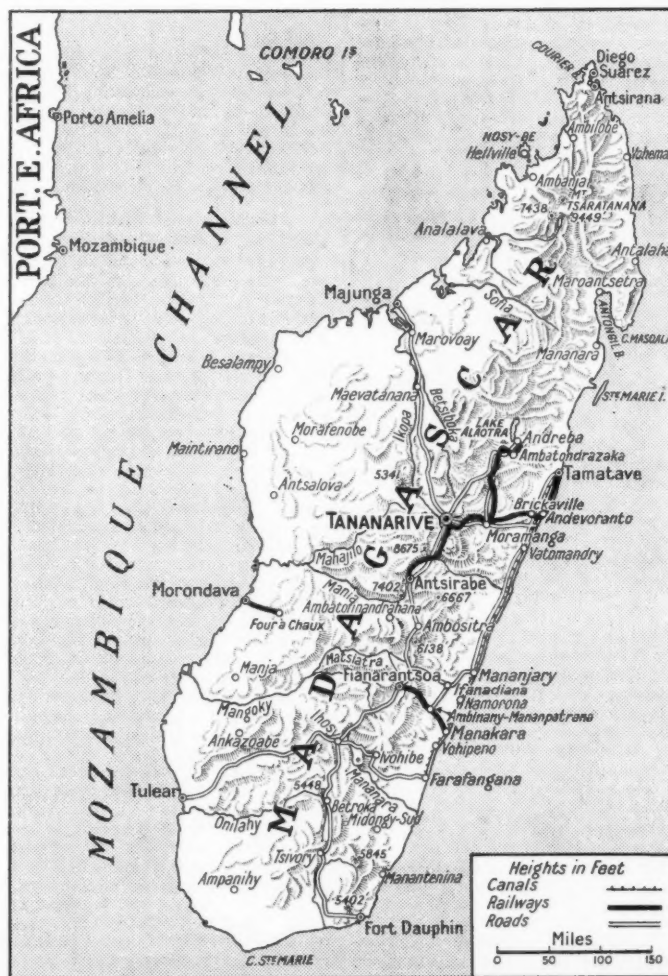 PORT. E. AFRICA
COMORO Iˢ
Porto Amelia
Mozambique
MOZAMBIQUE CHANNEL
MADAGASCAR
Diego
Suarez
Antsirana
Ambilobe
NOSY-BE
Hellville
Ambanja
MT
TSARATANANA
7438
9449
Analalava
Antalaha
Maroantsetra
ANTONGIL B.
Majunga
Sofia
Marovoay
Mananara
Besalampy
STE MARIE I.
Maevatanana
Betsiboka
Ikopa
Morafenobe
LAKE
ALAOTRA
Andreba
Ambatondrazaka
Maintirano
534
Tamatave
Antsalova
Brickaville
TANANARIVE
Andevoranto
Moramanga
Mahajilo
8675
Vatomandry
Antsirabe
7402
6667
Morondava
Mania
Ambatofinandrahana
Four à Chaux
Ambositra
6138
Matsiatra
Manja
Fianarantsoa
Mananjary
Ifanadiana
Namorona
Mangoky
Ambinany-Mananpatrana
Ihosy
Manakara
Ankazoabe
Vohipeno
Ivohibe
Tulear
Farafangana
5448
Mananara
Betroka
Onilahy
Midongy-Sud
Tsivory
5845
Ampanihy
Manantenina
5402
Fort Dauphin
C. STE MARIE
Heights in Feet
Canals
Railways
Roads
Miles
0 50 100 150